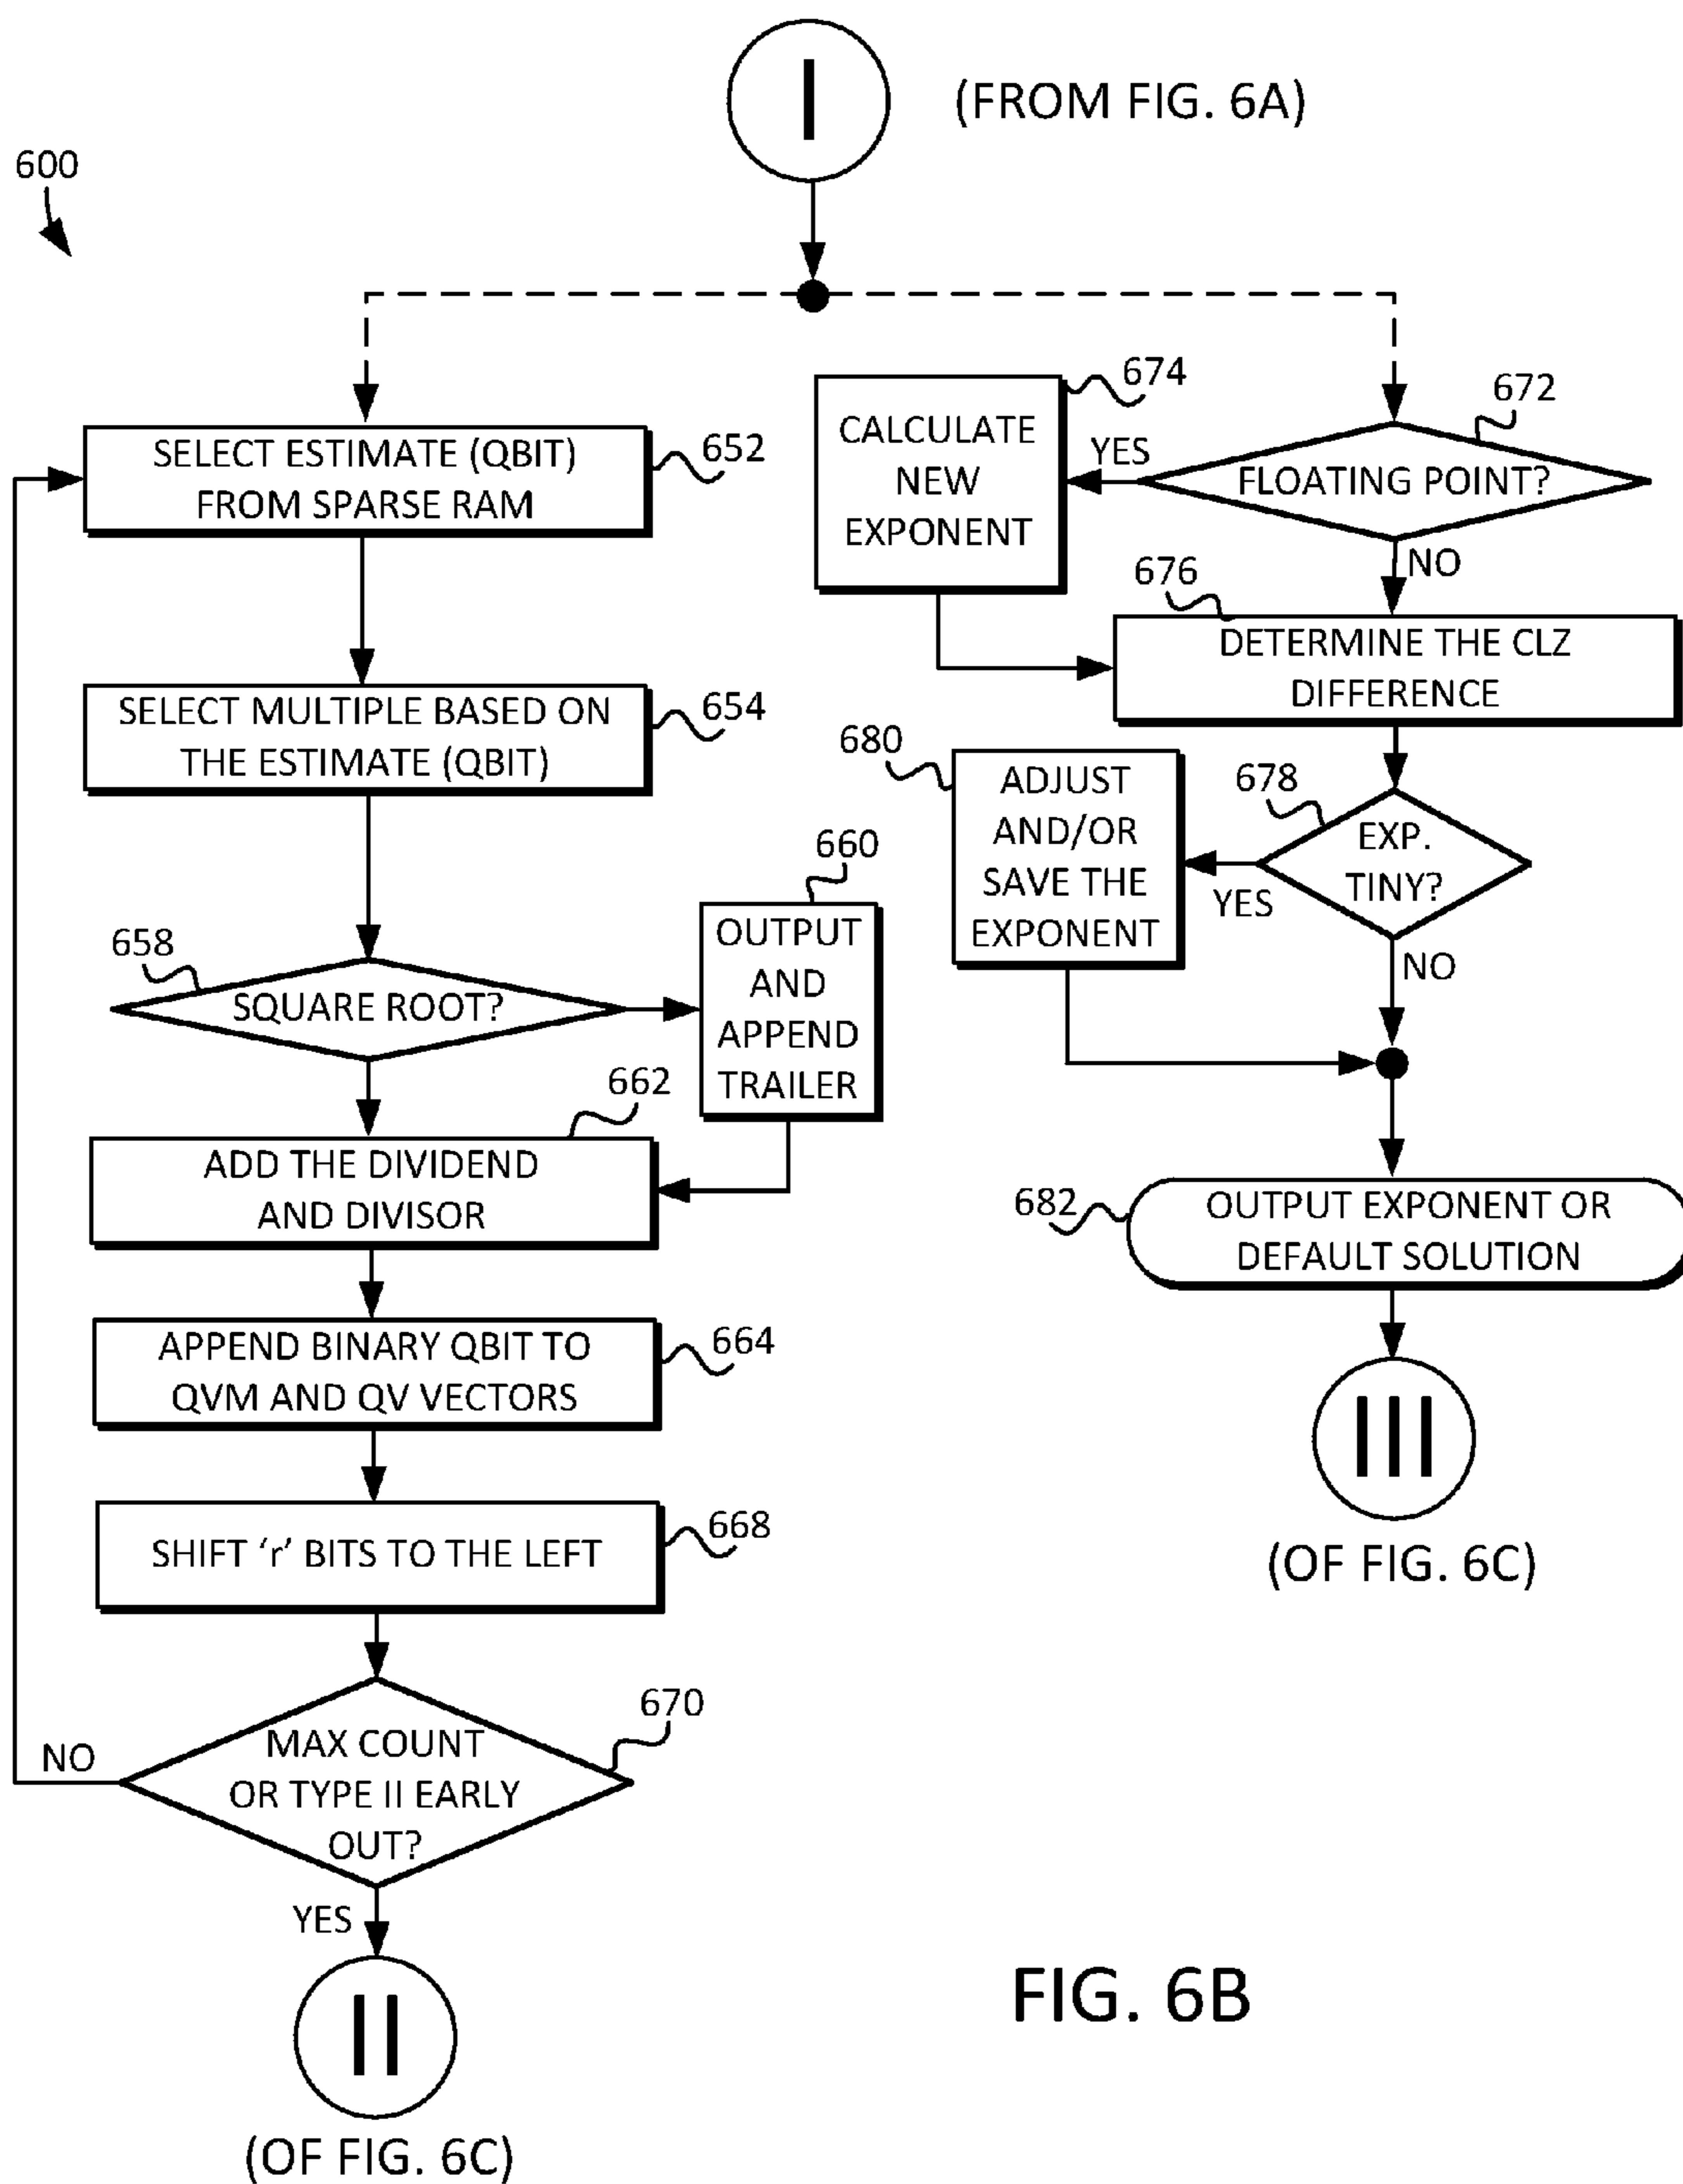 I
(FROM FIG. 6A)
600
SELECT ESTIMATE (QBIT)
FROM SPARSE RAM
652
SELECT MULTIPLE BASED ON
THE ESTIMATE (QBIT)
654
658
SQUARE ROOT?
660
OUTPUT
AND
APPEND
TRAILER
662
ADD THE DIVIDEND
AND DIVISOR
APPEND BINARY QBIT TO
QVM AND QV VECTORS
664
SHIFT ‘r’ BITS TO THE LEFT
668
670
MAX COUNT
OR TYPE II EARLY
OUT?
NO
YES
II
(OF FIG. 6C)
672
FLOATING POINT?
YES
NO
674
CALCULATE
NEW
EXPONENT
676
DETERMINE THE CLZ
DIFFERENCE
678
EXP.
TINY?
YES
NO
680
ADJUST
AND/OR
SAVE THE
EXPONENT
682
OUTPUT EXPONENT OR
DEFAULT SOLUTION
III
(OF FIG. 6C)
FIG. 6B